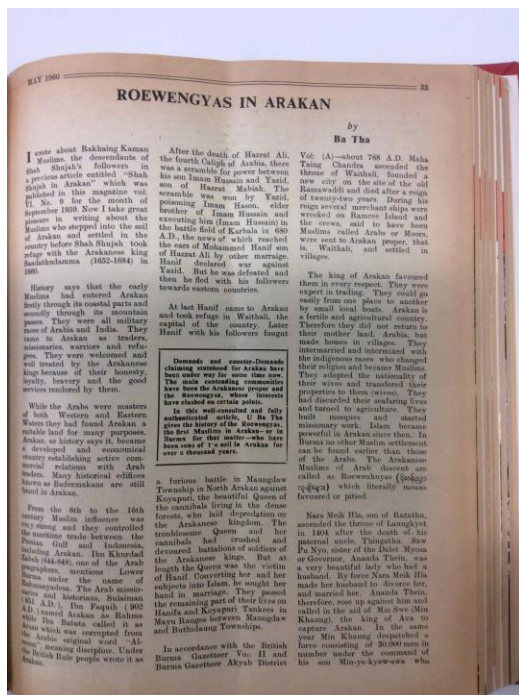 MAY 1960
33
ROEWENGYAS IN ARAKAN
by
Ba Tha
I wrote about Rakhaing Kaman
Muslims, the descendants of
Shah Shujah's followers in
a previous article entitled "Shah
Shujah in Arakan" which was
published in this magazine vol:
VII, No. 9 for the month of
September 1959. Now I take great
pleasure in writing about the
Muslims who stepped into the soil
of Arakan and settled in the
country before Shah Shujah took
refuge with the Arakanese king
Sandathudamma (1652-1684) in
1660.
History says that the early
Muslims had entered Arakan
firstly through its coastal parts and
secondly through its mountain
passes. They were all military
men of Arabia and India. They
came to Arakan as traders,
missionaries, warriors and refu-
gees. They were welcomed and
well treated by the Arakanese
kings because of their honesty,
loyalty, bravery and the good
services rendered by them.
While the Arabs were masters
of both Western and Eastern
Waters they had found Arakan a
suitable land for many purposes.
Arakan, as history says it, became
a developed and economical
country establishing active com-
mercial relations with Arab
traders. Many historical edifices
known as Badermakans are still
found in Arakan.
From the 8th to the 16th
century Muslim influence was
very strong and they controlled
the maritime trade between the
Persian Gulf and Indonesia,
including Arakan. Ibn Khurdad
(844-848), one of the Arab
geographers mentions Lower
Burma under the name of
Rahmanyadea. The Arab missio-
naries and historians, Sulaiman
(851 A.D.), Ibn Faquih (902
A.D.) named Arakan as Rahma
while Ibn Batuta called it as
Arkan which was corrupted from
the Arabic original word "Al-
meaning discipline. Under
the British Rule people wrote it as
Arakan.
After the death of Hazrat Ali,
the fourth Caliph of Arabia, there
was a scramble for power between
his son Imam Hussain and Yazid,
son of Hazrat Mabiah. The
scramble was won by Yazid,
poisoning Imam Hason, elder
brother of Imam Hussain and
executing him (Imam Hussain) in
the battle field of Karbala in 680
A.D., the news of which reached
the ears of Mohammed Hanif son
of Hazrat Ali by other marraige.
Hanif declared war against
Yazid. But he was defeated and
then he fled with his followers
towards eastern countries.
At last Hanif came to Arakan
and took refuge in Waithali, the
capital of the country. Later
Hanif with his followers fougnt
Demands and counter-Demands
claiming statehood for Arakan have
been under way for some time now.
The main contending communities
have been the Arakanese proper and
the Roewengyas, whose interests
have clashed on certain points.
In this well-consulted and fully
authenticated article, U Ba Tha
gives the history of the Roewengyas,
the first Muslims in Arakan—or in
Burma for that matter—who have
been sons of soil in Arakan for
over a thousand years.
a furious battle in Maungdaw
Township in North Arakan against
Koyapuri, the beautiful Queen of
the cannibals living in the dense
forests, who laid depredation on
the Arakanese kingdom. The
troublesome Queen and her
cannibals had crushed and
devoured battalions of soldiers of
the Arakanese kings. But at
length the Queen was the victim
of Hanif. Converting her and her
subjects into Islam, he sought her
hand in marriage. They passed
the remaining part of their lives on
Hanifa and Koyapuri Tankees in
Mayu Ranges between Maungdaw
and Buthidaung Townships.
In accordance with the British
Burma Gazetteer Vo: II and
Burma Gazetteer Akyab District
Vol: (A)—about 788 A.D. Maha
Taing Chandra ascended the
throne of Waithali, founded a
new city on the site of the old
Ramawaddi and died after a reign
of twenty-two years. During his
reign several merchant ships were
wrecked on Ramree Island and
the crews, said to have been
Muslims called Arabs or Moors,
were sent to Arakan proper, that
is, Waithali, and settled in
villages.
The king of Arakan favoured
them in every respect. They were
expert in trading. They could go
easily from one place to another
by small local boats. Arakan is
a fertile and agricultural country.
Therefore they did not return to
their mother land, Arabia, but
made homes in villages. They
intermarried and intermixed with
the indigenous races who changed
their religion and became Muslims.
They adopted the nationality of
their wives and transferred their
properties to them (wives). They
had discarded their seafaring lives
and turned to agriculture. They
built mosques and started
missionary work. Islam became
powerful in Arakan since then. In
Burma no other Muslim settlement
can be found earlier than those
of the Arabs. The Arakanese
Muslims of Arab descent are
called as Roewenhnyas
which literally means
favoured or pitied.
Nara Meik Hla, son of Razathu,
ascended the throne of Laungkyet
in 1404 after the death of his
paternal uncle, Thingathu. Saw
Pu Nyo, sister of the Dalet Myosa
or Governor, Ananda Thein, was
a very beautiful lady who had a
husband. By force Nara Meik Hla
made her husband to divorce her,
and married her. Ananda Thein,
therefore, rose up against him and
called in the aid of Min Swe (Min
Khaung), the king of Ava to
capture Arakan. In the same
year Min Khaung despatched a
force consisting of 30,000 men in
number under the command of
his son Min-ye-kyaw-swa who